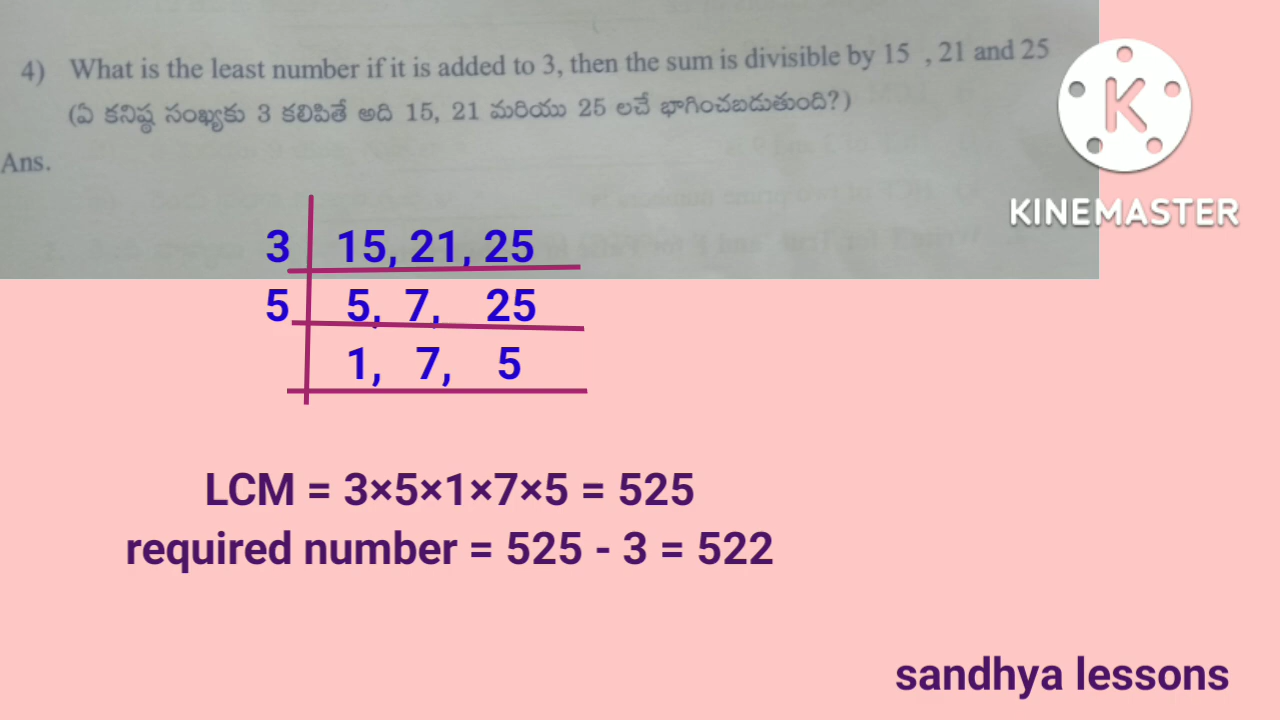 4) What is the least number if it is added to 3, then the sum is divisible by 15 , 21 and 25
(ఏ కనిష్ఠ సంఖ్యకు 3 కలిపితే అది 15, 21 మరియు 25 లచే భాగించబడుతుంది?)
Ans.
K
KINEMASTER
3 15, 21, 25
5 5, 7, 25
1, 7, 5
LCM = 3×5×1×7×5 = 525
required number = 525 - 3 = 522
sandhya lessons